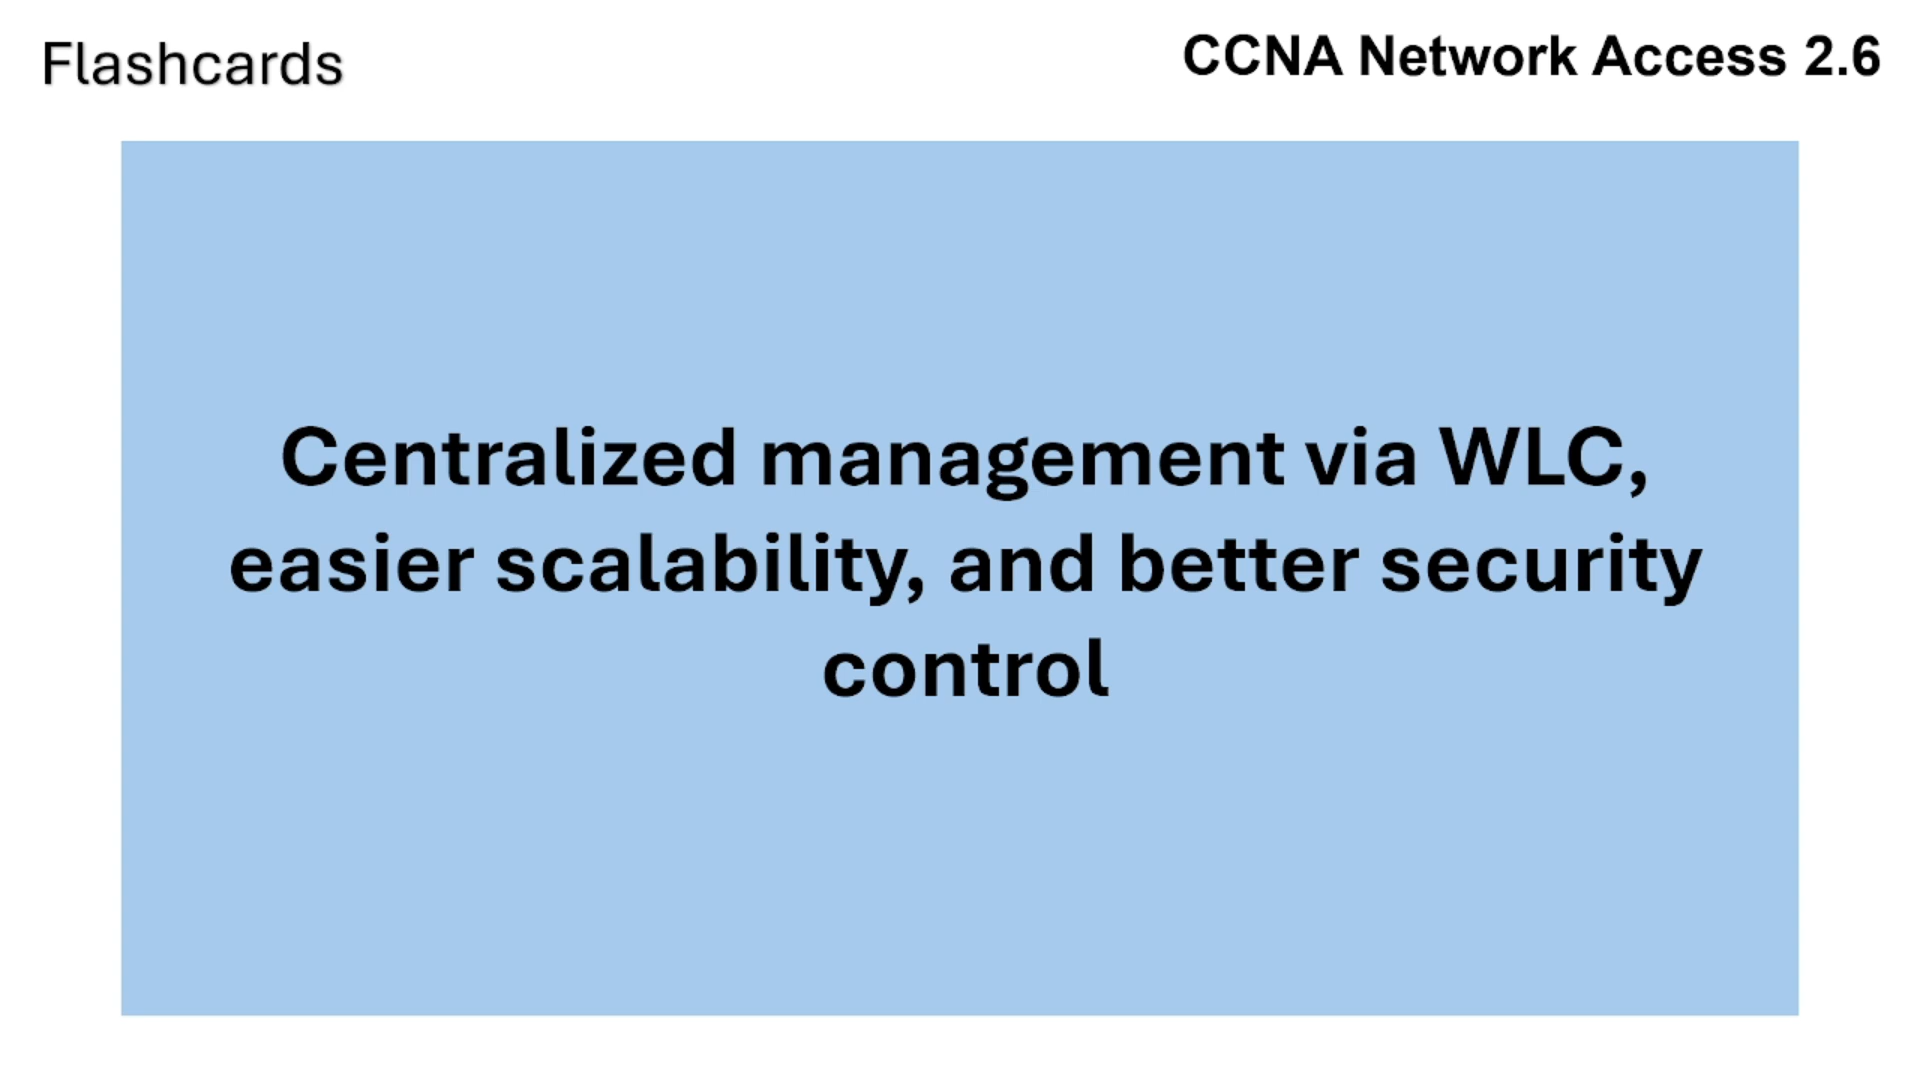 Flashcards
CCNA Network Access 2.6
Centralized management via WLC,
easier scalability, and better security
control